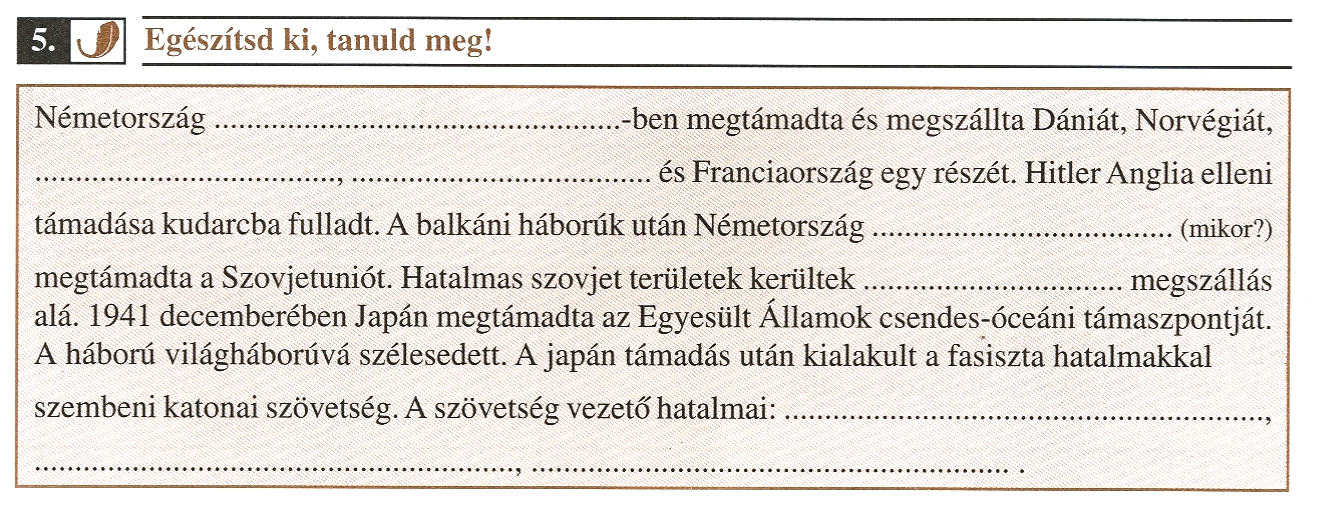 5. Egészítsd ki, tanuld meg!
Németország ..................................................-ben megtámadta és megszállta Dániát, Norvégiát,
....................................., ..................................... és Franciaország egy részét. Hitler Anglia elleni
támadása kudarcba fulladt. A balkáni háborúk után Németország ..................................... (mikor?)
megtámadta a Szovjetuniót. Hatalmas szovjet területek kerültek ................................ megszállás
alá. 1941 decemberében Japán megtámadta az Egyesült Államok csendes-óceáni támaszpontját.
A háború világháborúvá szélesedett. A japán támadás után kialakult a fasiszta hatalmakkal
szembeni katonai szövetség. A szövetség vezető hatalmai: ...........................................................,
..........................................................., ........................................................... .